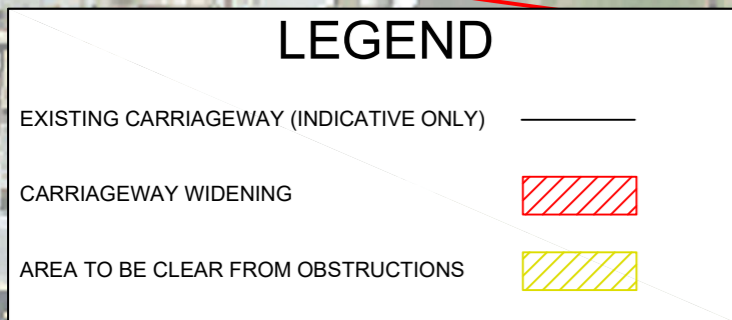 LEGEND
EXISTING CARRIAGEWAY (INDICATIVE ONLY)
CARRIAGEWAY WIDENING
AREA TO BE CLEAR FROM OBSTRUCTIONS